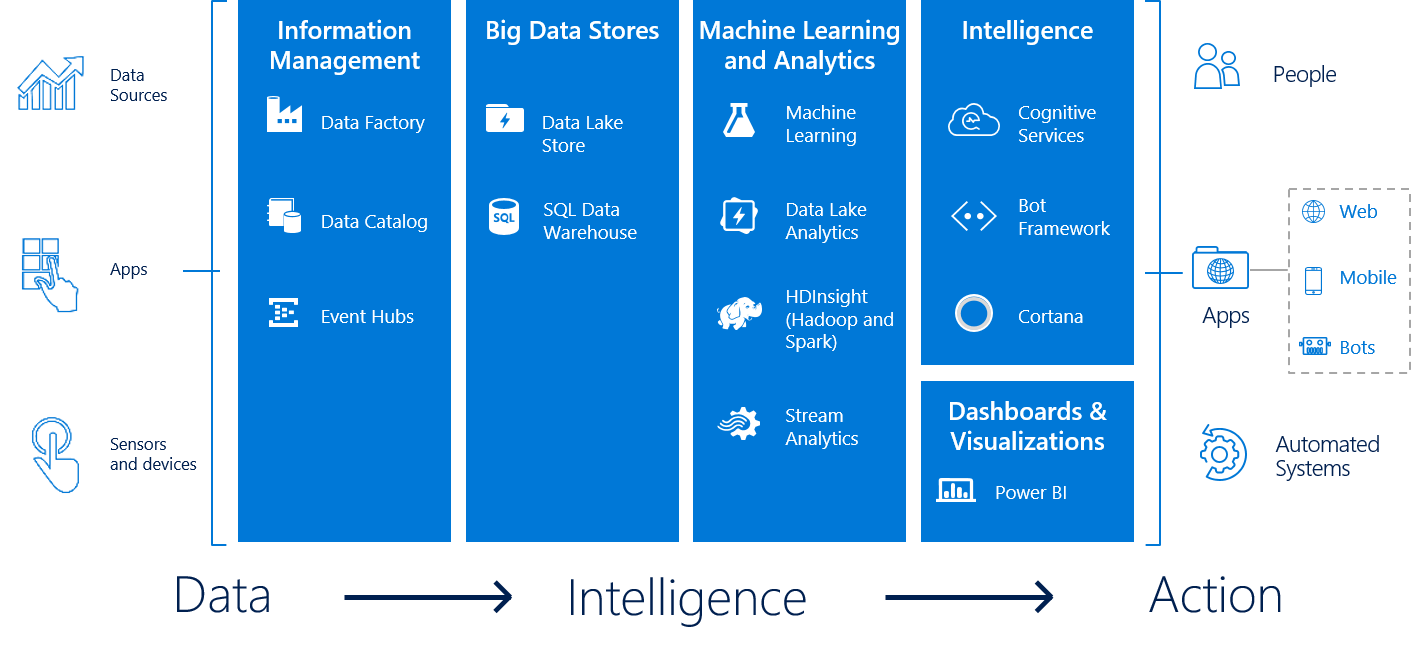 Data
Sources
Apps
Sensors
and devices
Information
Management
Data Factory
Data Catalog
Event Hubs
Big Data Stores
Data Lake
Store
SQL
SQL Data
Warehouse
Machine Learning
and Analytics
Machine
Learning
Data Lake
Analytics
HDInsight
(Hadoop and
Spark)
Stream
Analytics
Intelligence
Cognitive
Services
Bot
Framework
Cortana
Dashboards &
Visualizations
Power BI
People
Apps
Web
Mobile
Bots
Automated
Systems
Data
Intelligence
Action